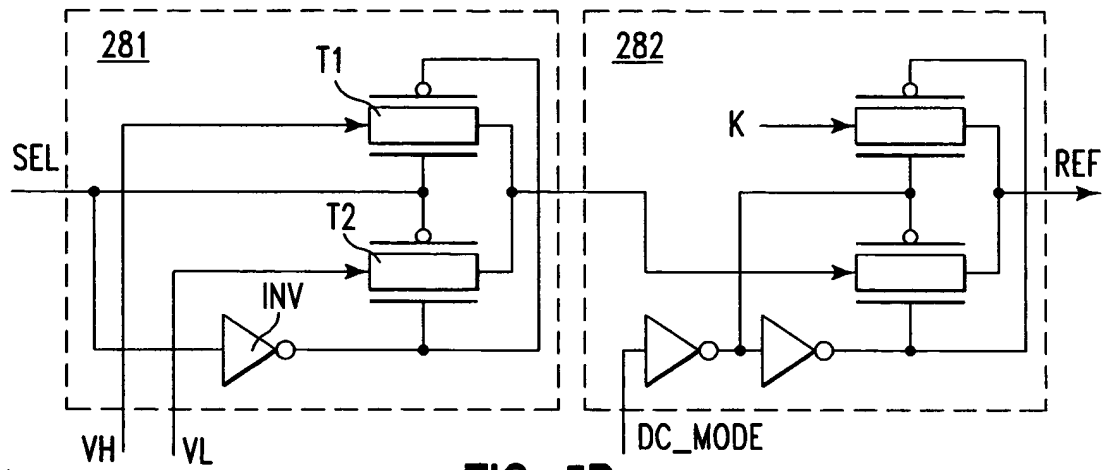 281
282
T1
K
SEL
REF
T2
INV
VH
VL
DC_MODE